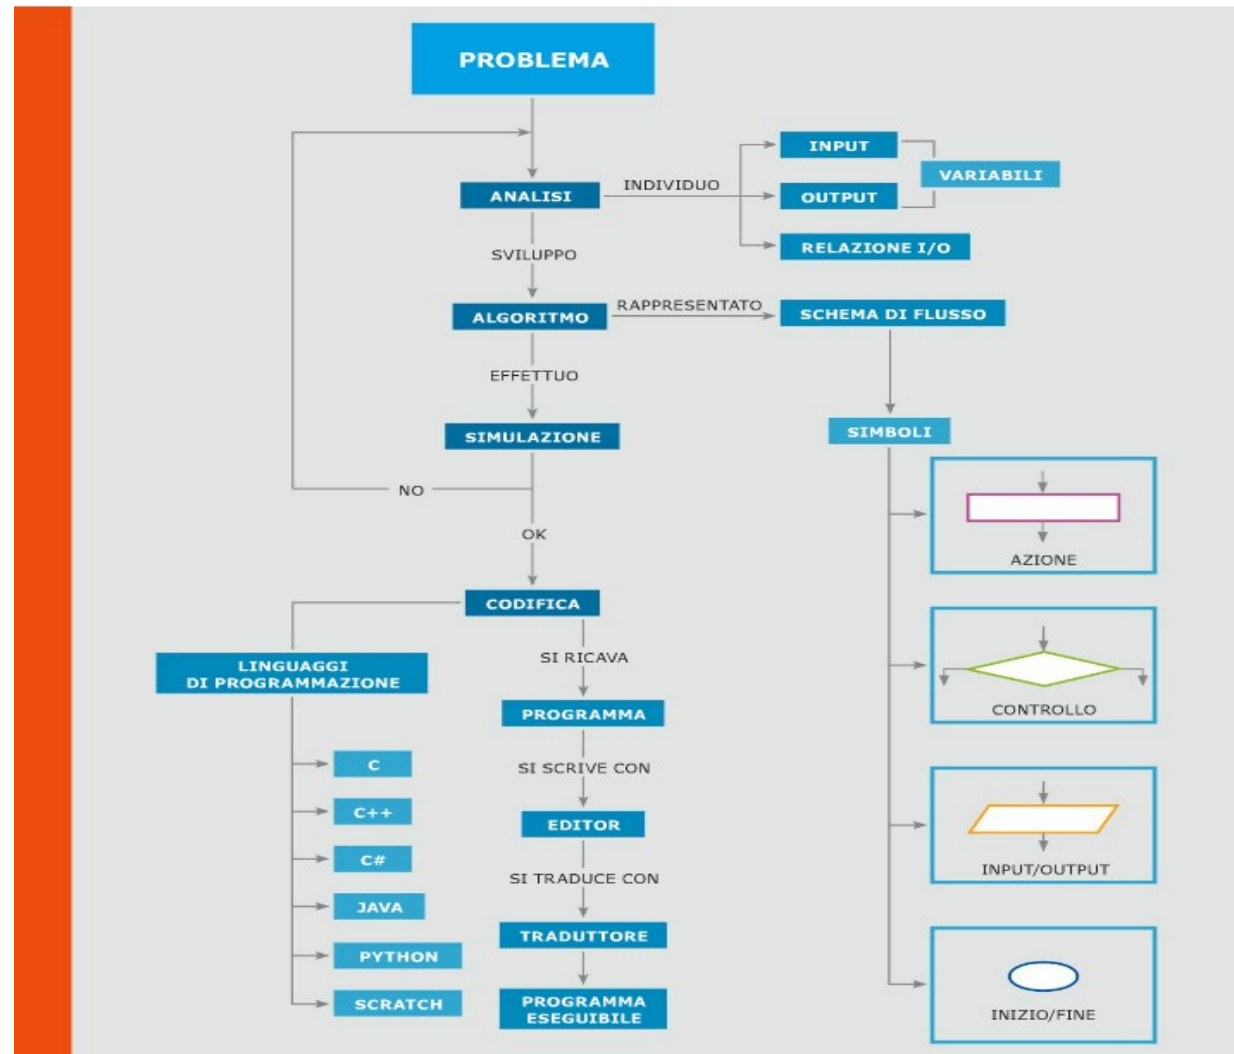 PROBLEMA
INPUT
VARIABILI
ANALISI
INDIVIDUO
OUTPUT
RELAZIONE I/O
SVILUPPO
ALGORITMO
RAPPRESENTATO
SCHEMA DI FLUSSO
EFFETTUO
SIMULAZIONE
SIMBOLI
NO
OK
AZIONE
CODIFICA
LINGUAGGI
DI PROGRAMMAZIONE
SI RICAVA
PROGRAMMA
CONTROLLO
C
SI SCRIVE CON
C++
EDITOR
C#
SI TRADUCE CON
INPUT/OUTPUT
JAVA
TRADUTTORE
PYTHON
SCRATCH
PROGRAMMA
ESEGUIBILE
INIZIO/FINE